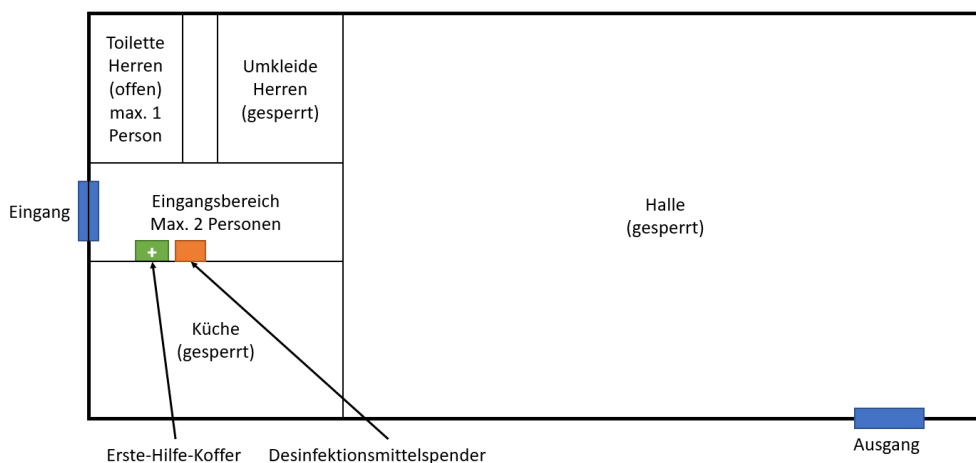 Toilette
Herren
(offen)
max. 1
Person
Umkleide
Herren
(gesperrt)
Eingang
Eingangsbereich
Max. 2 Personen
+
Halle
(gesperrt)
Küche
(gesperrt)
Ausgang
Erste-Hilfe-Koffer
Desinfektionsmittelspender